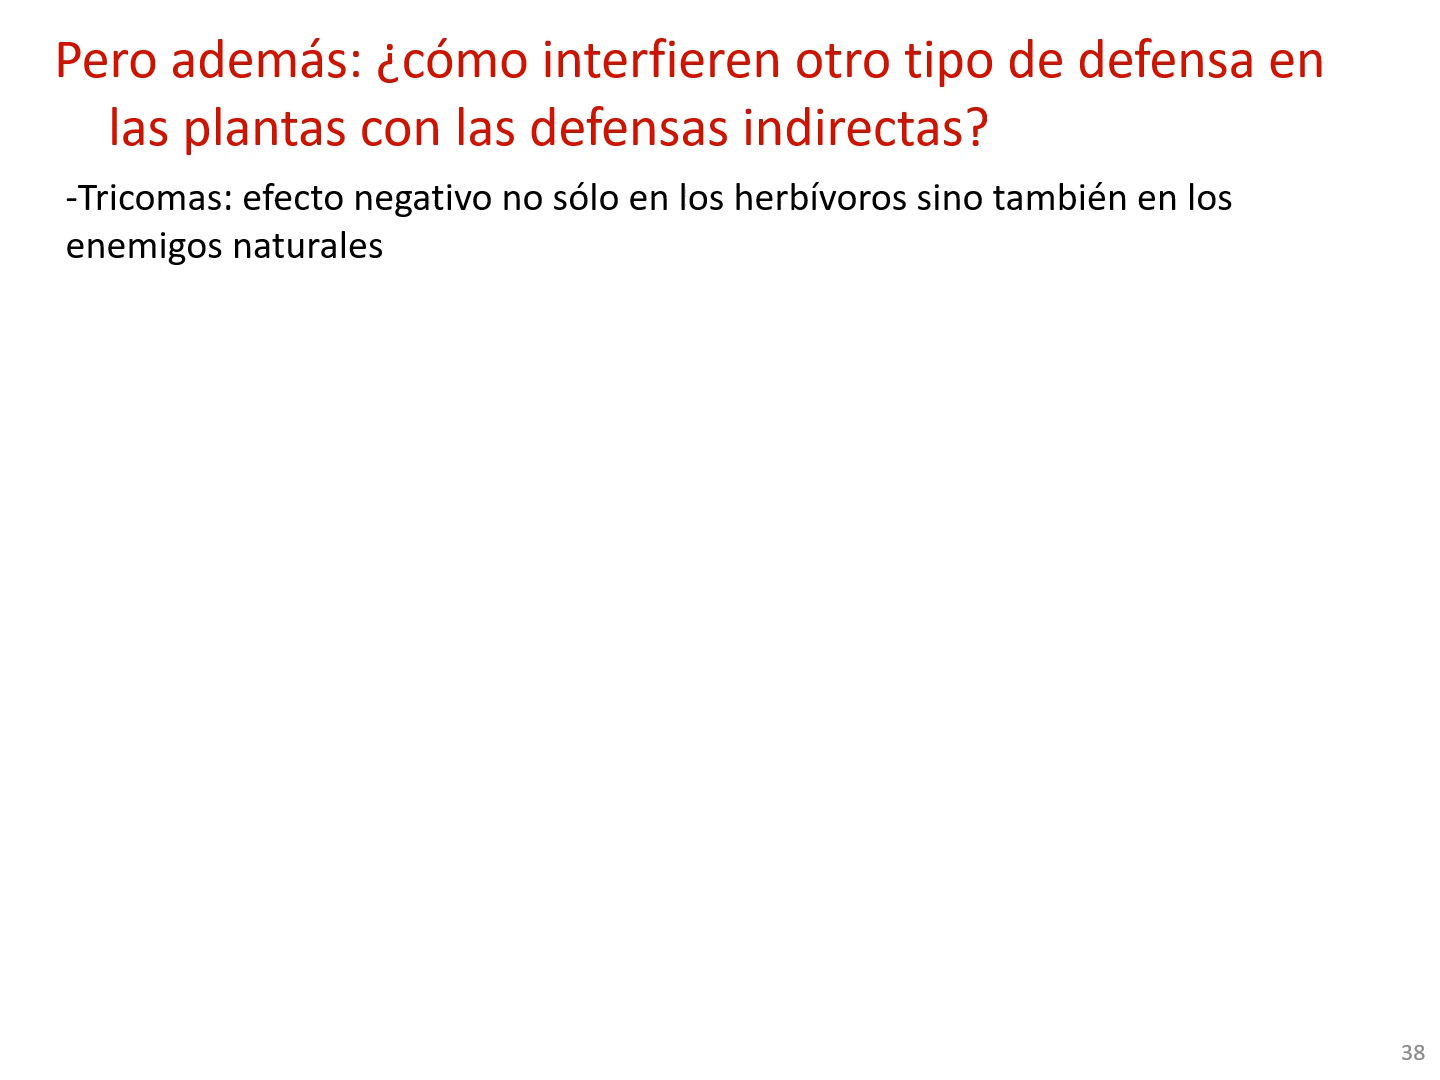 Pero además: ¿cómo interfieren otro tipo de defensa en
las plantas con las defensas indirectas?
-Tricomas: efecto negativo no sólo en los herbívoros sino también en los
enemigos naturales
38